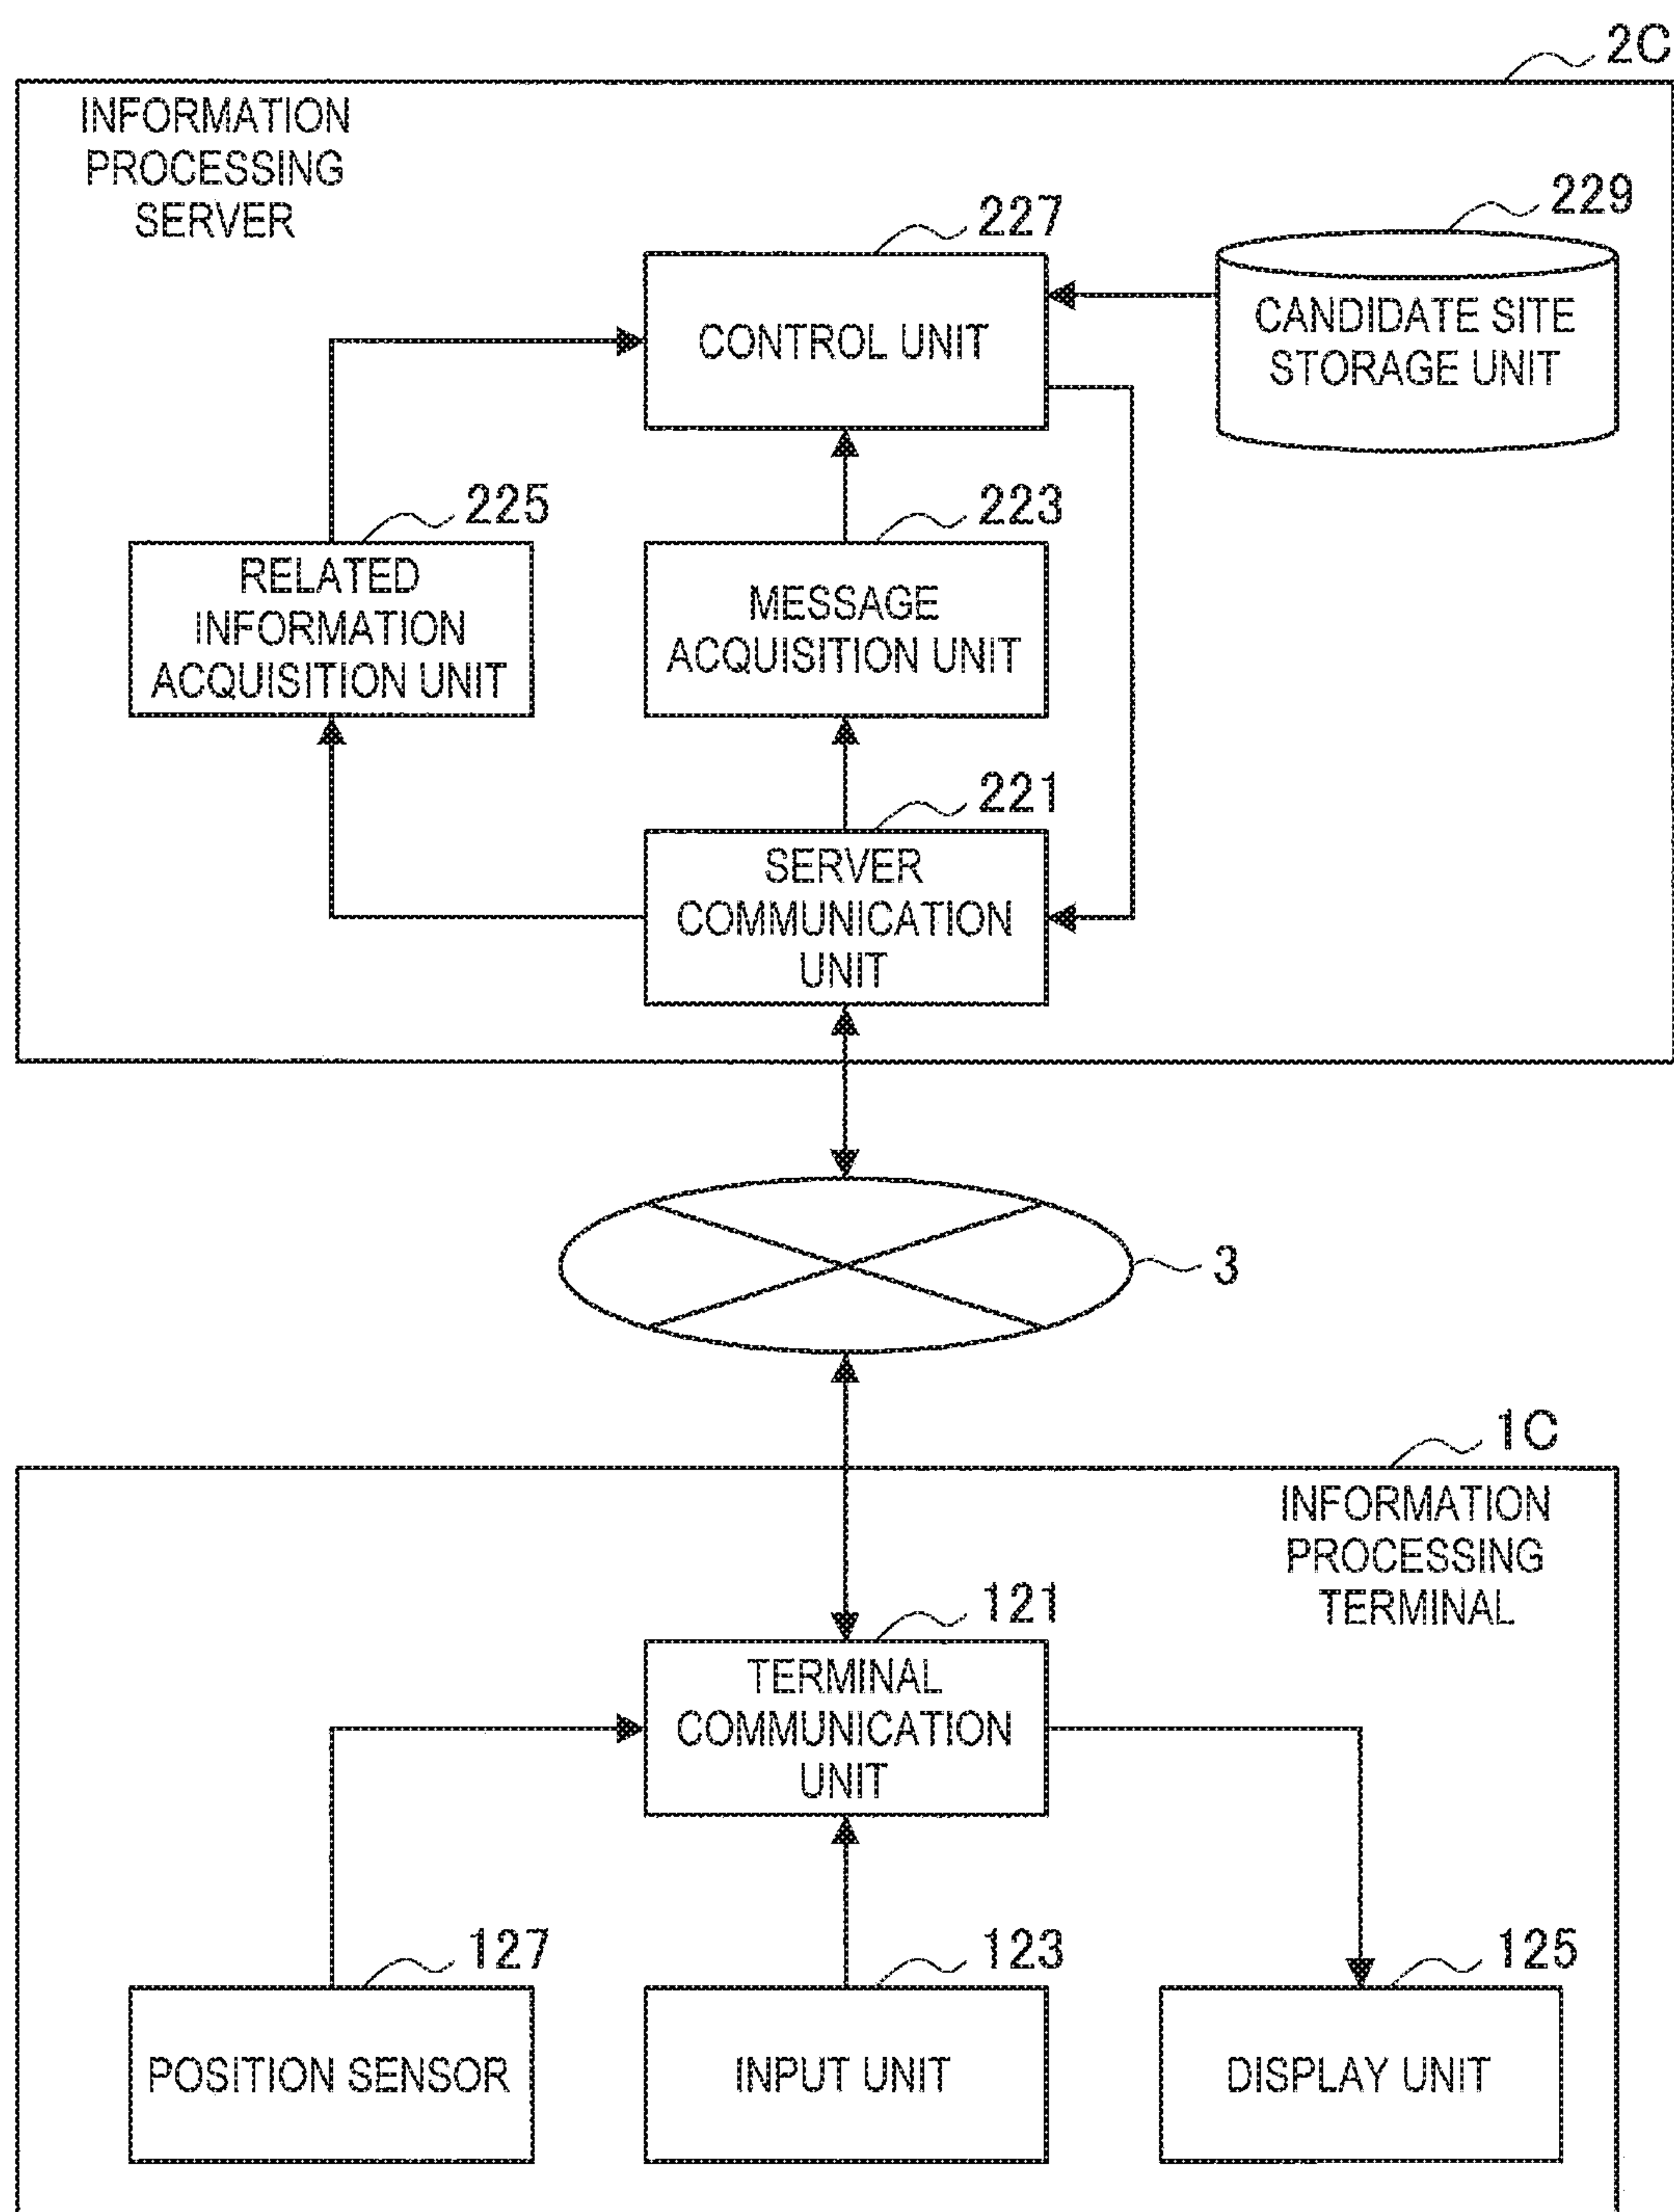 2C
INFORMATION
PROCESSING
SERVER
227
229
CONTROL UNIT
CANDIDATE SITE
STORAGE UNIT
225
223
RELATED
INFORMATION
ACQUISITION UNIT
MESSAGE
ACQUISITION UNIT
221
SERVER
COMMUNICATION
UNIT
3
1C
INFORMATION
PROCESSING
TERMINAL
121
TERMINAL
COMMUNICATION
UNIT
127
123
125
POSITION SENSOR
INPUT UNIT
DISPLAY UNIT